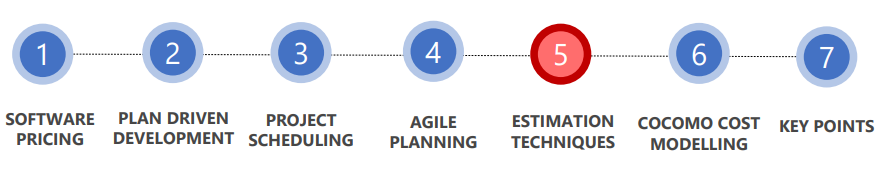 1
2
3
4
5
6
7
SOFTWARE
PRICING
PLAN DRIVEN
DEVELOPMENT
PROJECT
SCHEDULING
AGILE
PLANNING
ESTIMATION
TECHNIQUES
COCOMO COST
MODELLING
KEY POINTS